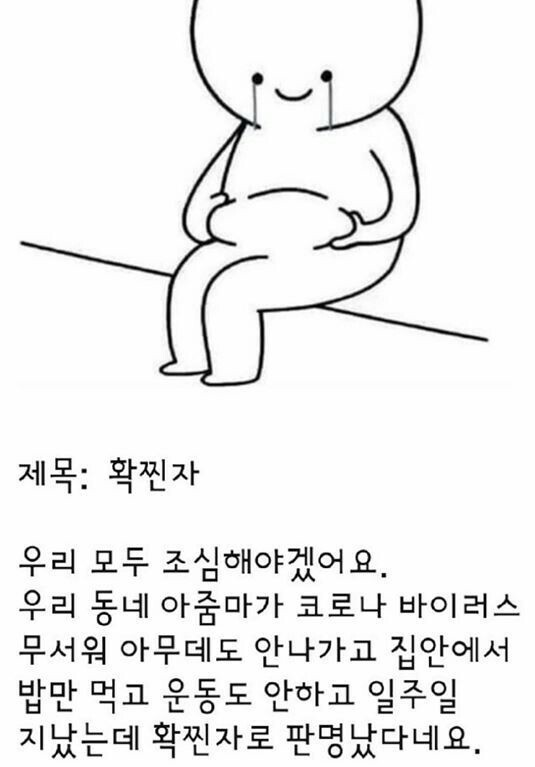 제목: 확찐자
우리 모두 조심해야겠어요.
우리 동네 아줌마가 코로나 바이러스
무서워 아무데도 안나가고 집안에서
밥만 먹고 운동도 안하고 일주일
지났는데 확찐자로 판명났다네요.